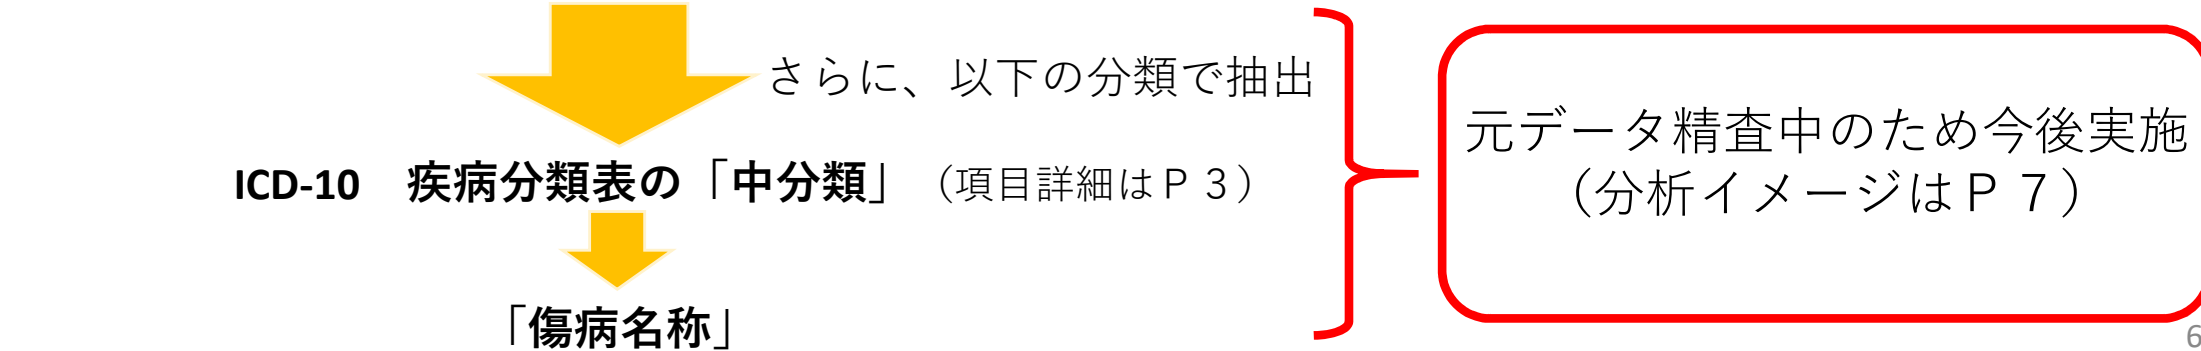 さらに、以下の分類で抽出
ICD-10　疾病分類表の「中分類」（項目詳細はＰ３）
「傷病名称」
元データ精査中のため今後実施
（分析イメージはＰ７）
6